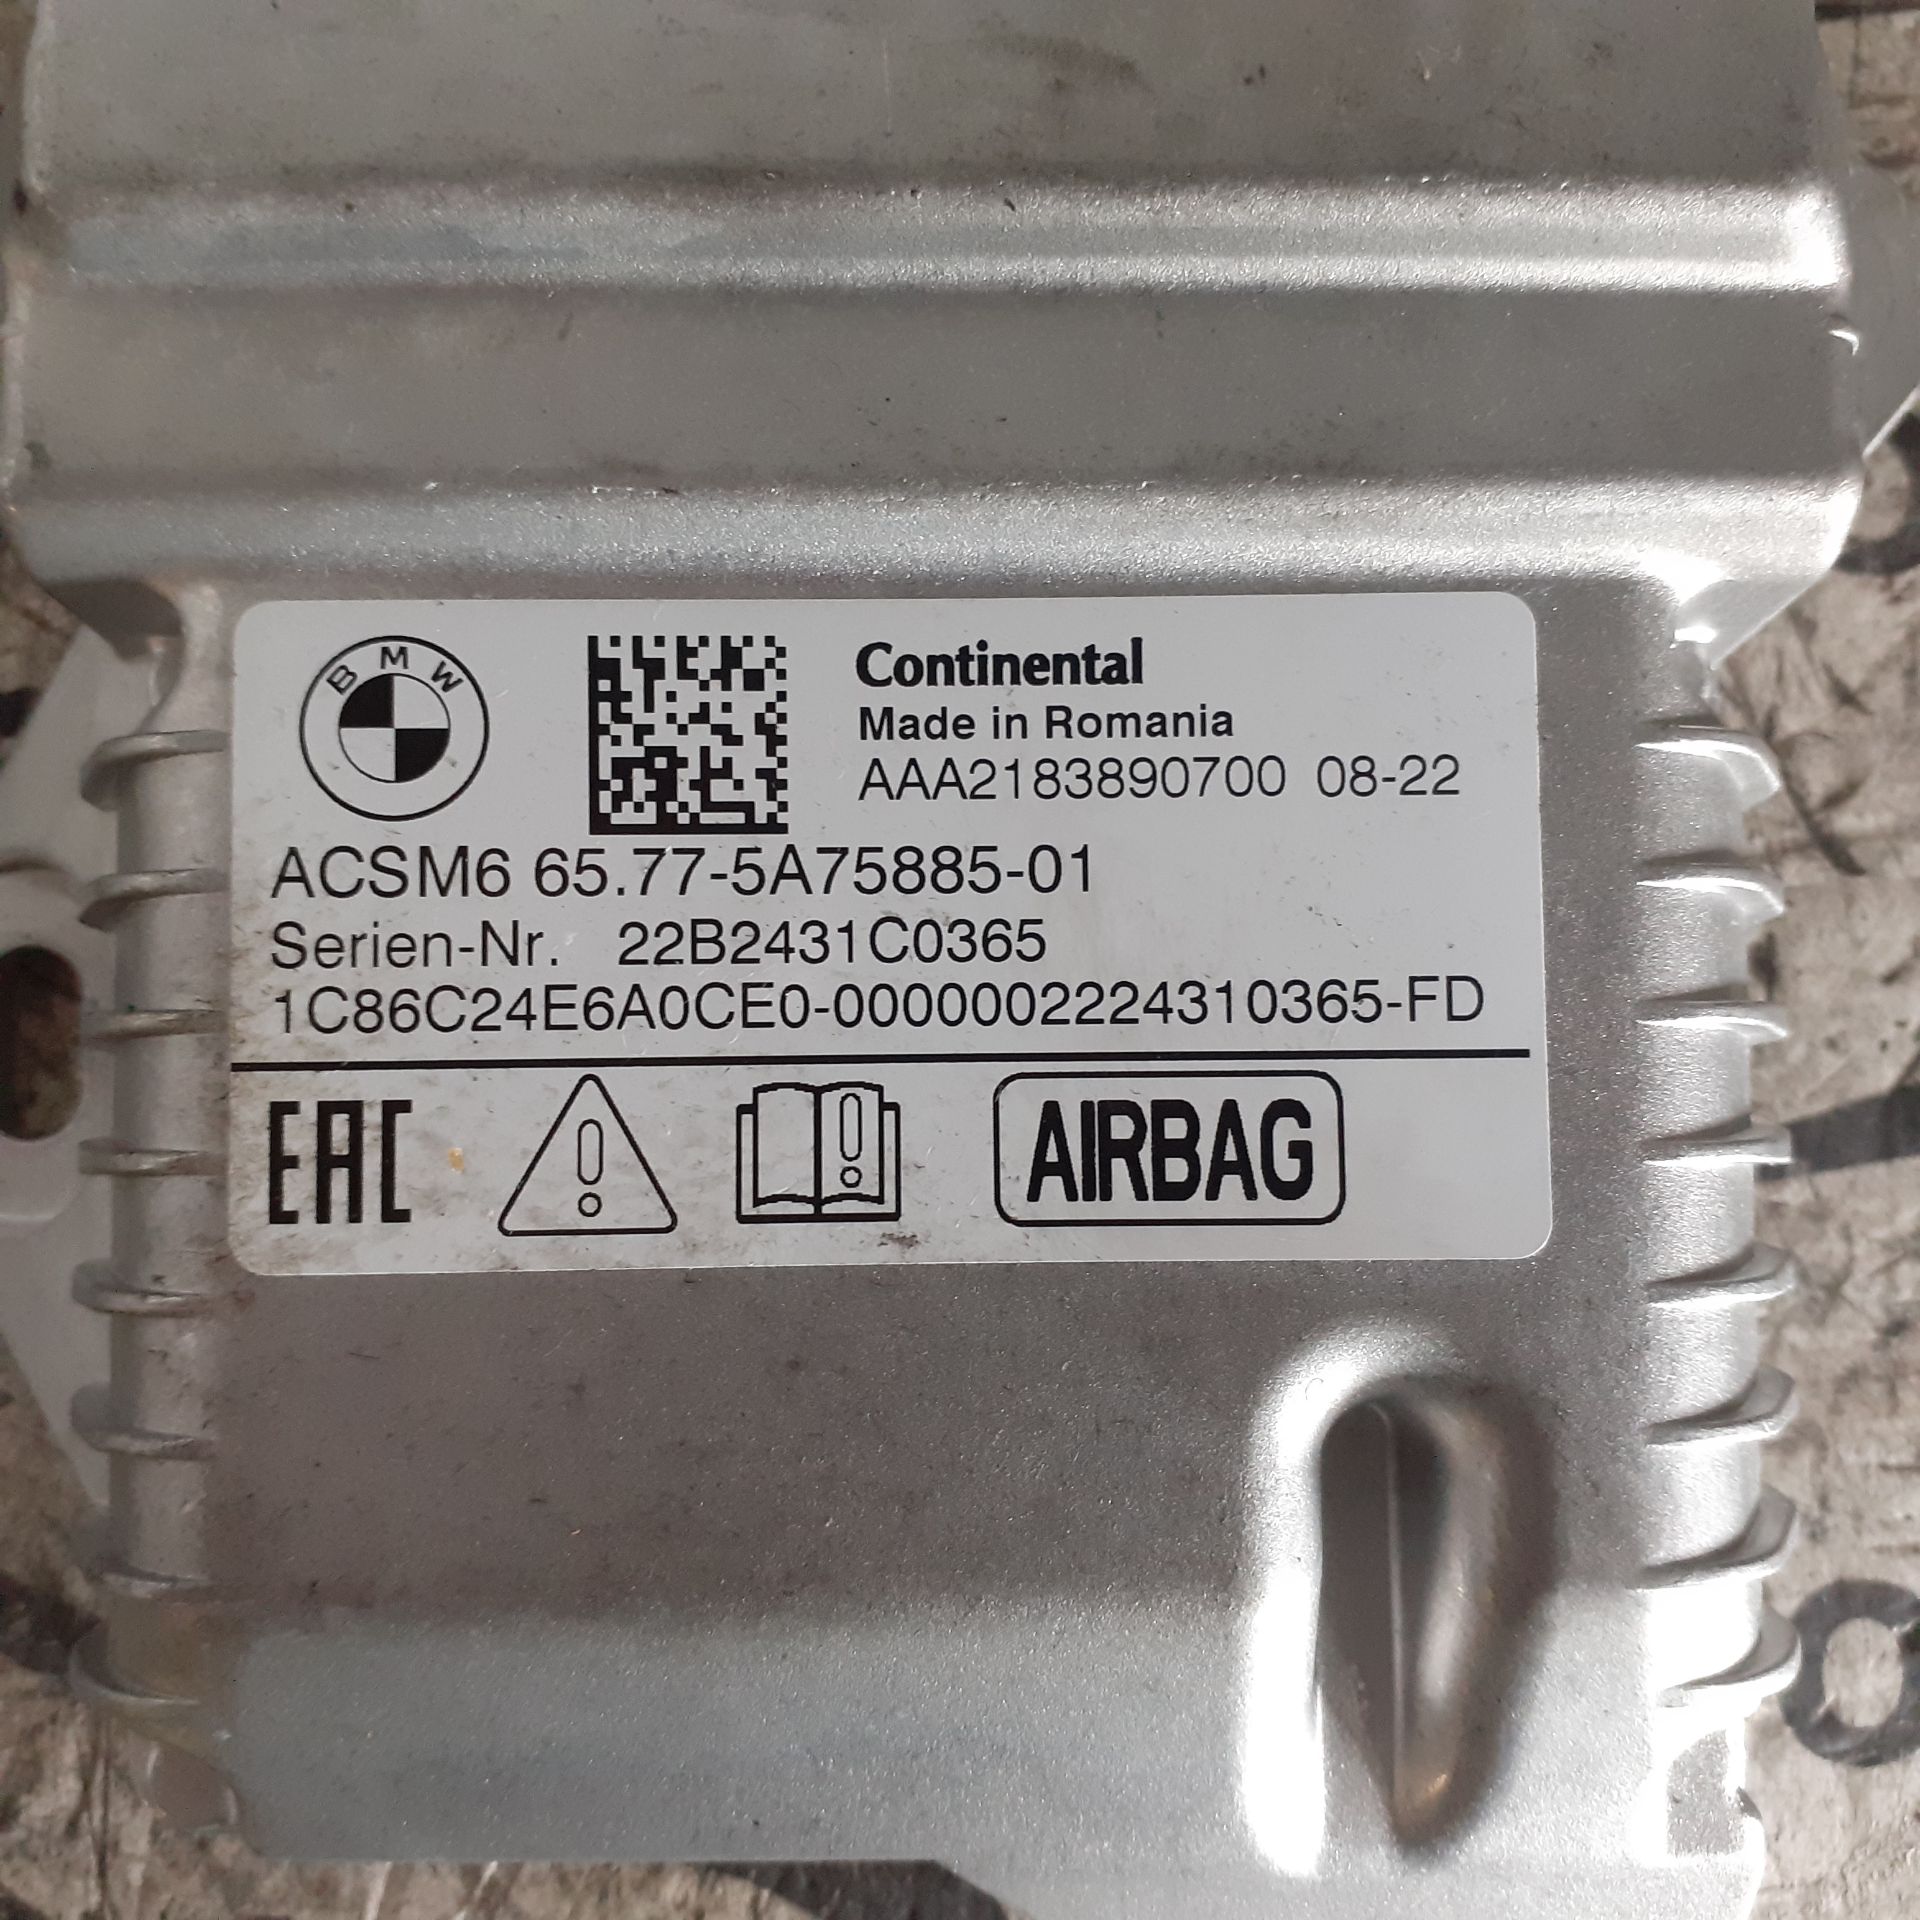 BMW
Continental
Made in Romania
AAA2183890700 08-22
ACSM6 65.77-5A75885-01
Serien-Nr. 22B2431C0365
1C86C24E6A0CE0-0000002224310365-FD
EAC
AIRBAG